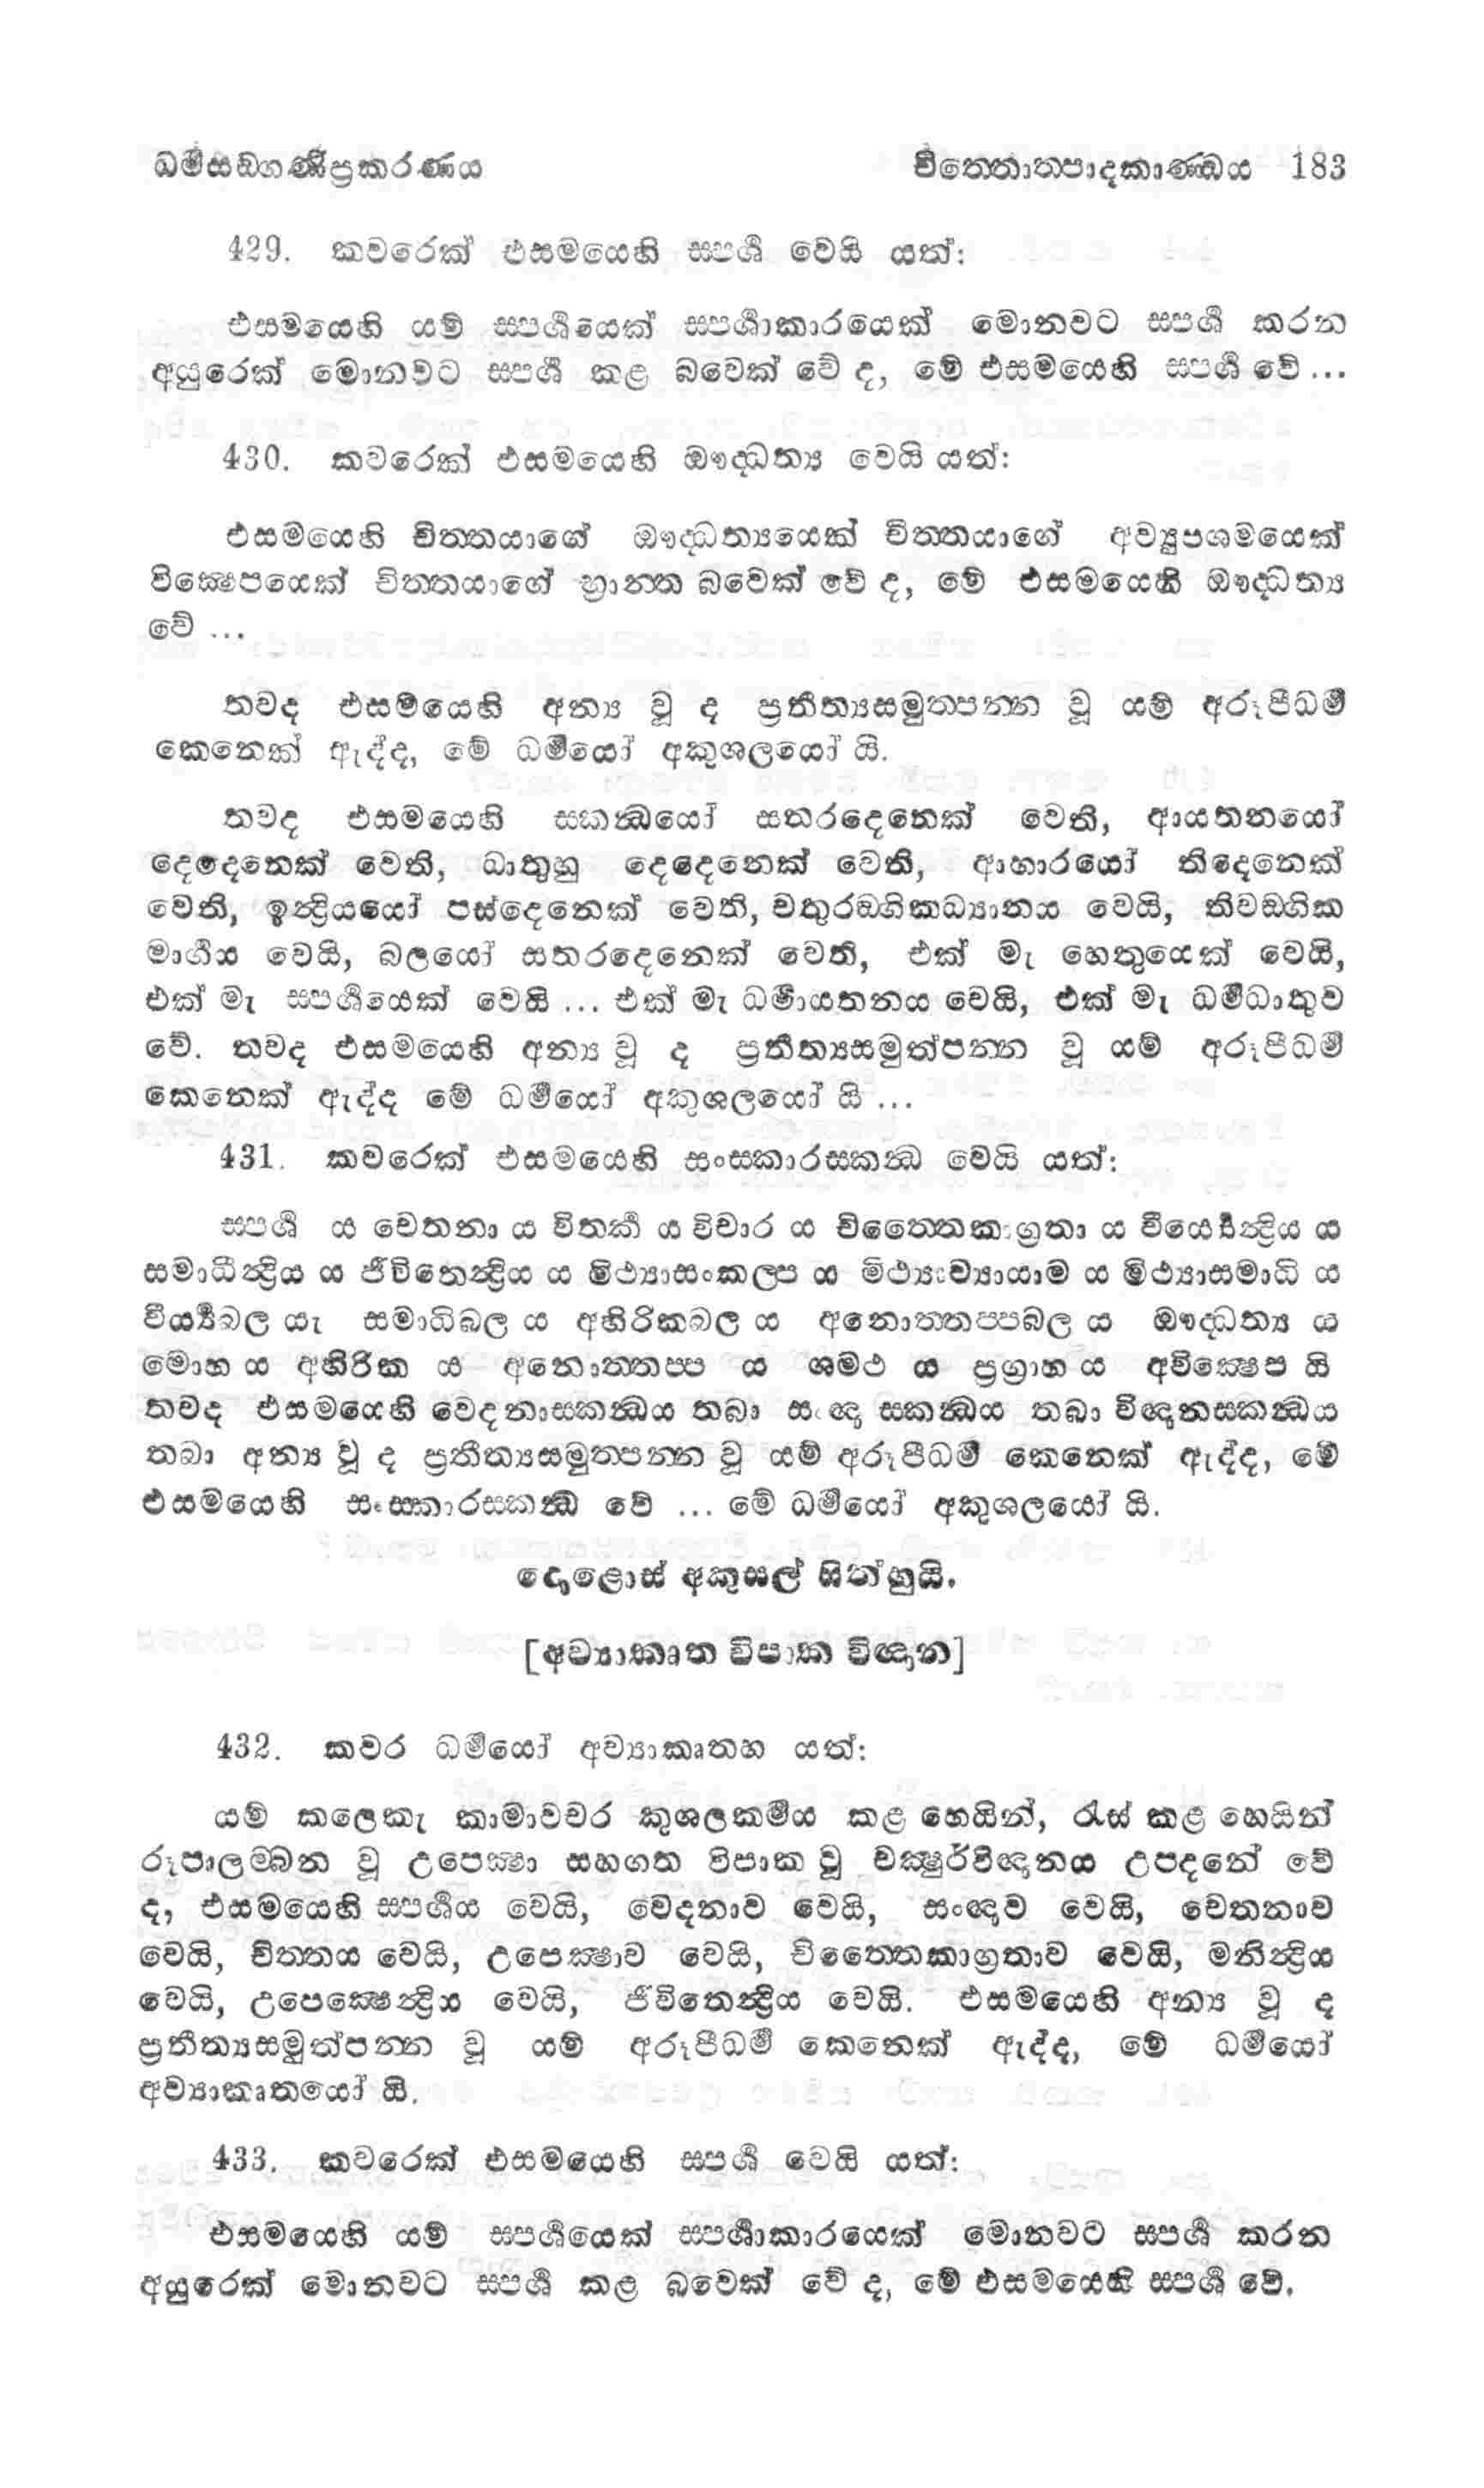 ධර්මසඞ්ගණීප්‍රකරණය චිත්තොත්පාදකාණ්ඩය 183
429. කවරෙක් එසමයෙහි ස්පර්ශ වෙයි යත්:
එසමයෙහි යම් ස්පර්ශයෙක් ස්පර්ශාකාරයෙක් මොනවට ස්පර්ශ කරන
අයුරෙක් මොනවට ස්පර්ශ කළ බවෙක් වේ ද, මේ එසමයෙහි ස්පර්ශ වේ ...
430. කවරෙක් එසමයෙහි ඖද්ධත්‍ය වෙයි යත්:
එසමයෙහි චිත්තයාගේ ඖද්ධත්‍යයෙක් චිත්තයාගේ අව්‍යුපශමයෙක්
වික්‍ෂෙපයෙක් චිත්තයාගේ භ්‍රාන්ත බවෙක් වේ ද, මේ එසමයෙහි ඖද්ධත්‍ය
වේ ...
තවද එසමයෙහි අන්‍ය වූ ද ප්‍රතීත්‍යසමුත්පන්න වූ යම් අරූපීධර්ම
කෙනෙක් ඇද්ද, මේ ධර්මයෝ අකුශලයෝ යි.
තවද එසමයෙහි ස්කන්ධයෝ සතරදෙනෙක් වෙති, ආයතනයෝ
දෙදෙනෙක් වෙති, ධාතුහු දෙදෙනෙක් වෙති, ආහාරයෝ තිදෙනෙක්
වෙති, ඉන්ද්‍රියයෝ පස්දෙනෙක් වෙති, චතුරඞ්ගිකධ්‍යානය වෙයි, තිවඞ්ගික
මාර්ගය වෙයි, බලයෝ සතරදෙනෙක් වෙති, එක් මැ හෙතුයෙක් වෙයි,
එක් මැ ස්පර්ශයෙක් වෙයි ... එක් මැ ධර්මායතනය වෙයි, එක් මැ ධර්මධාතුව
වේ. තවද එසමයෙහි අන්‍ය වූ ද ප්‍රතීත්‍යසමුත්පන්න වූ යම් අරූපීධර්ම
කෙනෙක් ඇද්ද මේ ධර්මයෝ අකුශලයෝ යි ...
431. කවරෙක් එසමයෙහි සංස්කාරස්කන්ධ වෙයි යත්:
ස්පර්ශ ය චෙතනා ය විතර්ක ය විචාර ය චිත්තෛකාග්‍රතා ය වීර්‍ය්‍යෙන්ද්‍රිය ය
සමාධීන්ද්‍රිය ය ජීවිතෙන්ද්‍රිය ය මිථ්‍යාසංකල්ප ය මිථ්‍යාව්‍යායාම ය මිථ්‍යාසමාධි ය
වීර්‍ය්‍යබල යැ සමාධිබල ය අහිරිකබල ය අනොත්තප්පබල ය ඖද්ධත්‍ය ය
මොහ ය අහිරික ය අනොත්තප්ප ය ශමථ ය ප්‍රග්‍රාහ ය අවික්‍ෂෙප යි
තවද එසමයෙහි වෙදනාස්කන්ධය තබා සංඥා ස්කන්ධය තබා විඥානස්කන්ධය
තබා අන්‍ය වූ ද ප්‍රතීත්‍යසමුත්පන්න වූ යම් අරූපීධර්ම කෙනෙක් ඇද්ද, මේ
එසමයෙහි සංස්කාරස්කන්ධ වේ ... මේ ධර්මයෝ අකුශලයෝ යි.
දොළොස් අකුසල් සිත්හුයි.
[අව්‍යාකෘත විපාක විඥාන]
432. කවර ධර්මයෝ අව්‍යාකෘතහ යත්:
යම් කලෙකැ කාමාවචර කුශලකර්මය කළ හෙයින්, රැස් කළ හෙයින්
රූපාලම්බන වූ උපෙක්‍ෂා සහගත විපාක වූ චක්‍ෂුර්විඥානය උපදනේ වේ
ද, එසමයෙහි ස්පර්ශය වෙයි, වෙදනාව වෙයි, සංඥාව වෙයි, චෙතනාව
වෙයි, චිත්තය වෙයි, උපෙක්‍ෂාව වෙයි, චිත්තෛකාග්‍රතාව වෙයි, මනින්ද්‍රිය
වෙයි, උපෙක්‍ෂෙන්ද්‍රිය වෙයි, ජීවිතෙන්ද්‍රිය වෙයි. එසමයෙහි අන්‍ය වූ ද
ප්‍රතීත්‍යසමුත්පන්න වූ යම් අරූපීධර්ම කෙනෙක් ඇද්ද, මේ ධර්මයෝ
අව්‍යාකෘතයෝ යි.
433. කවරෙක් එසමයෙහි ස්පර්ශ වෙයි යත්:
එසමයෙහි යම් ස්පර්ශයෙක් ස්පර්ශාකාරයෙක් මොනවට ස්පර්ශ කරන
අයුරෙක් මොනවට ස්පර්ශ කළ බවෙක් වේ ද, මේ එසමයෙහි ස්පර්ශ වේ.